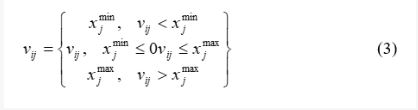 x_j^min, v_ij < x_j^min
v_ij = { v_ij, x_j^min ≤ 0v_ij ≤ x_j^max } (3)
x_j^max, v_ij > x_j^max